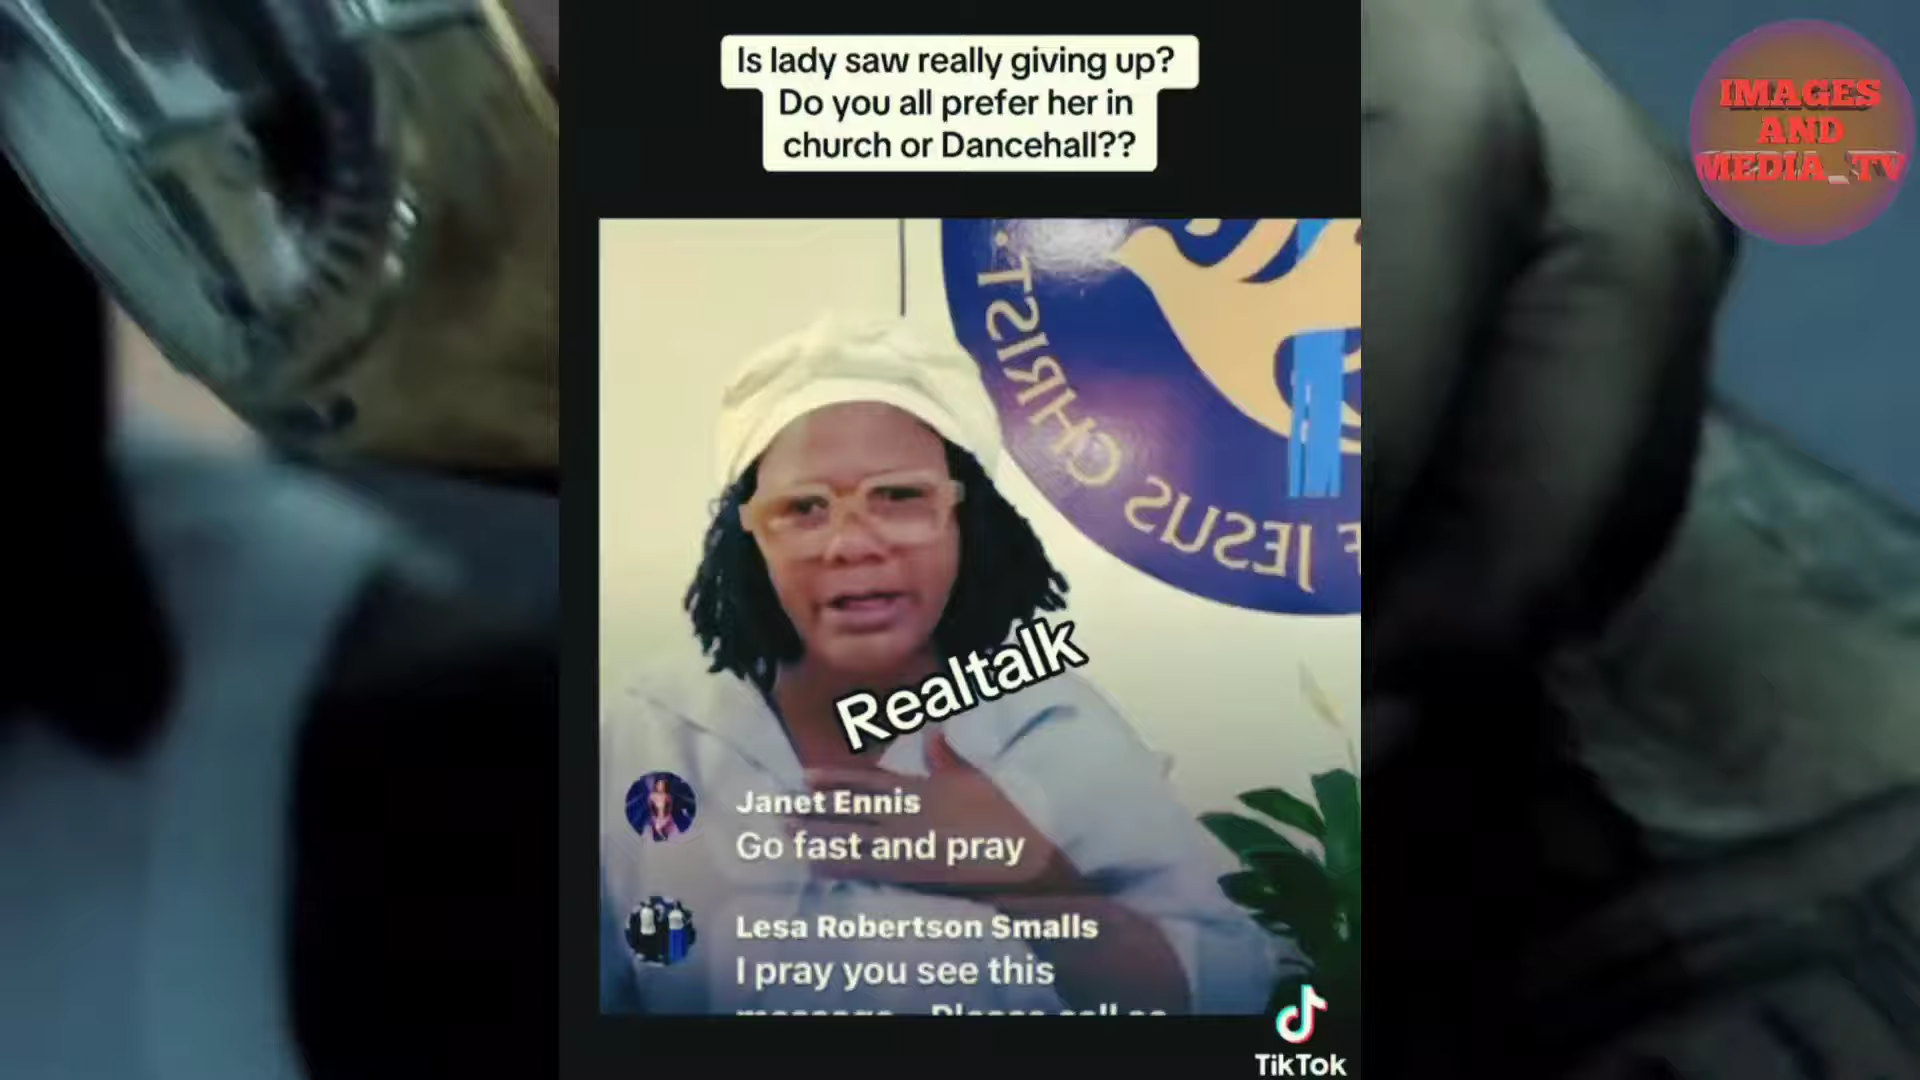 Is lady saw really giving up?
Do you all prefer her in
church or Dancehall??
IMAGES
AND
MEDIA_TV
F JESUS CHRIST.
Realtalk
Janet Ennis
Go fast and pray
Lesa Robertson Smalls
I pray you see this
TikTok